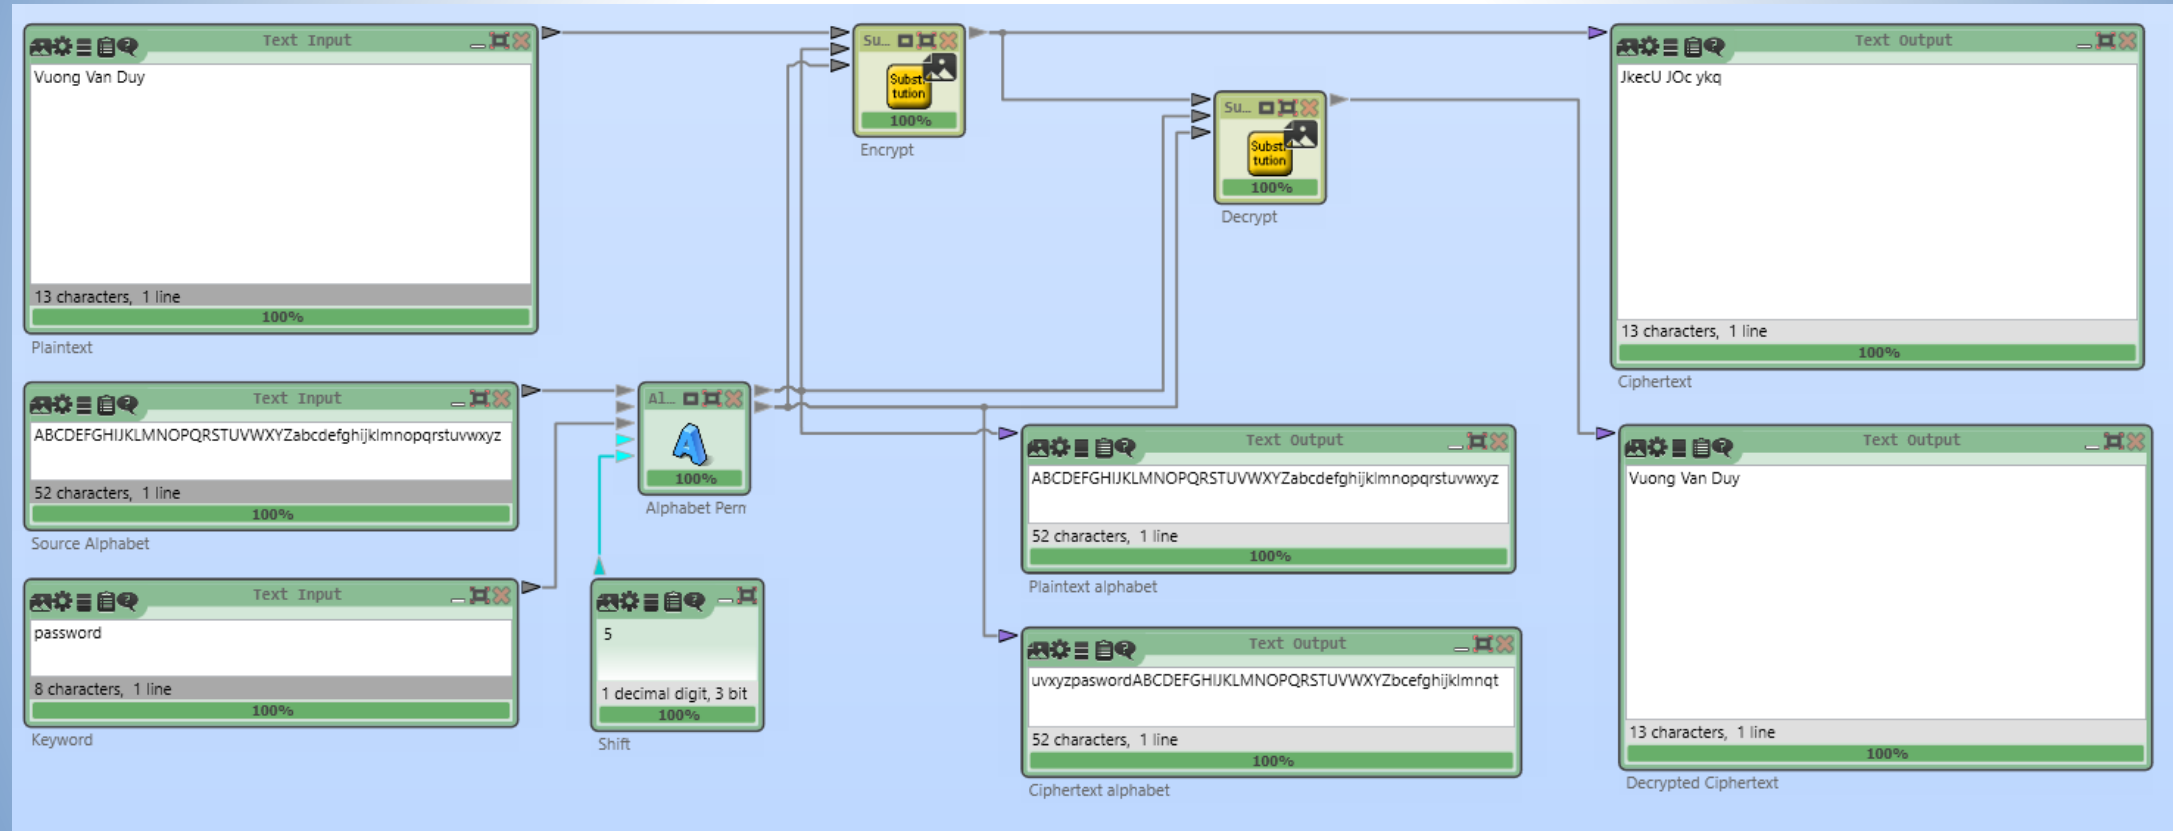 Text Input
Vuong Van Duy
13 characters, 1 line
100%
Plaintext
Su...
Substi
tution
100%
Encrypt
Su...
Substi
tution
100%
Decrypt
Text Output
JkecU JOc ykq
13 characters, 1 line
100%
Ciphertext
Text Input
ABCDEFGHIJKLMNOPQRSTUVWXYZabcdefghijklmnopqrstuvwxyz
52 characters, 1 line
100%
Source Alphabet
Al...
100%
Alphabet Perm
Text Output
ABCDEFGHIJKLMNOPQRSTUVWXYZabcdefghijklmnopqrstuvwxyz
52 characters, 1 line
100%
Plaintext alphabet
Text Output
Vuong Van Duy
13 characters, 1 line
100%
Decrypted Ciphertext
Text Input
password
8 characters, 1 line
100%
Keyword
5
1 decimal digit, 3 bit
100%
Shift
Text Output
uvxyzpaswordABCDEFGHIJKLMNOPQRSTUVWXYZbcefghijklmnqt
52 characters, 1 line
100%
Ciphertext alphabet